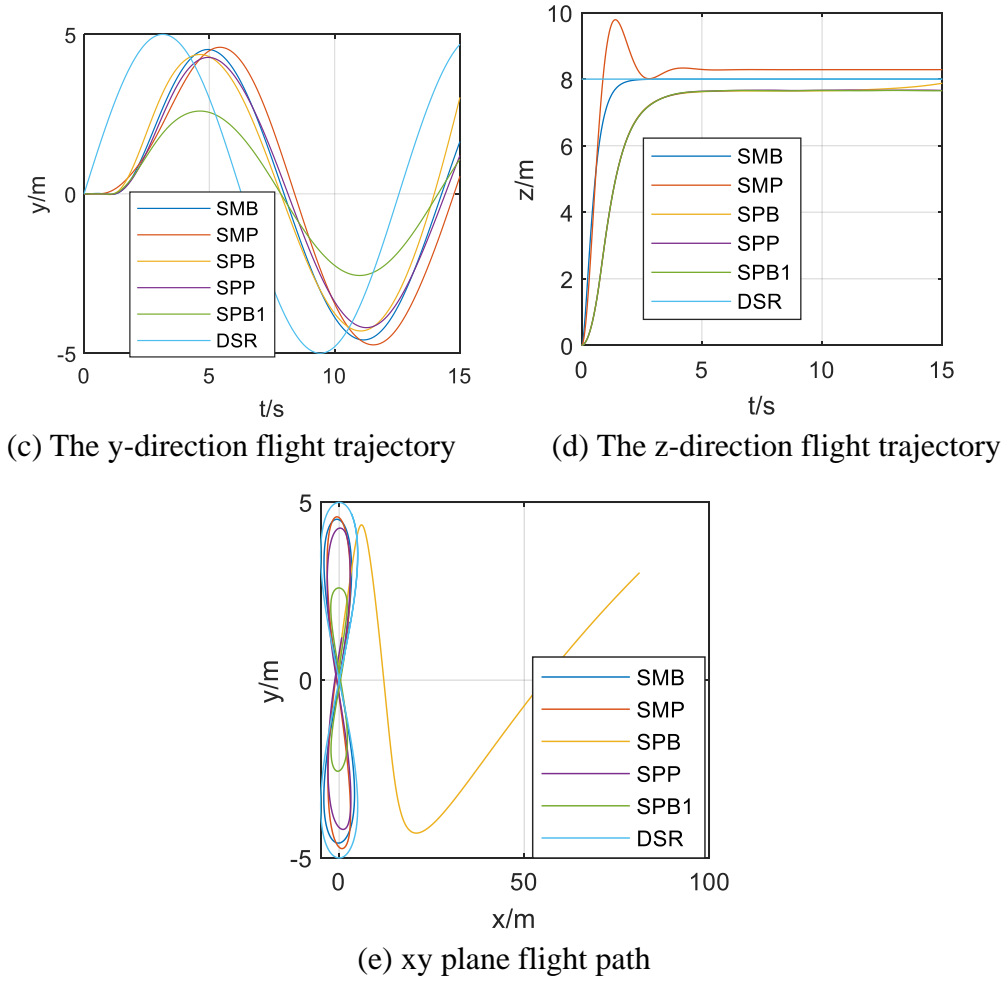 5
0
-5
y/m
0
5
10
15
t/s
SMB
SMP
SPB
SPP
SPB1
DSR
(c) The y-direction flight trajectory
10
8
6
4
2
0
z/m
0
5
10
15
t/s
SMB
SMP
SPB
SPP
SPB1
DSR
(d) The z-direction flight trajectory
5
0
-5
y/m
0
50
100
x/m
SMB
SMP
SPB
SPP
SPB1
DSR
(e) xy plane flight path